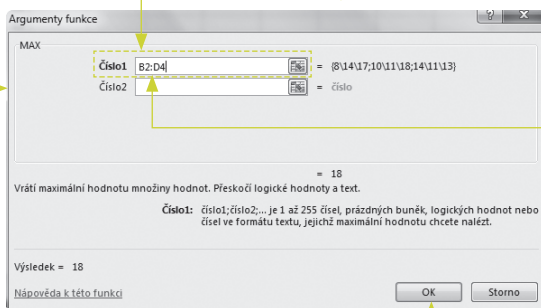 Argumenty funkce
MAX
Číslo1 B2:D4 = {8\14\17;10\11\18;14\11\13}
Číslo2 = číslo
= 18
Vrátí maximální hodnotu množiny hodnot. Přeskočí logické hodnoty a text.
Číslo1: číslo1;číslo2;... je 1 až 255 čísel, prázdných buněk, logických hodnot nebo
čísel ve formátu textu, jejichž maximální hodnotu chcete nalézt.
Výsledek = 18
Nápověda k této funkci OK Storno